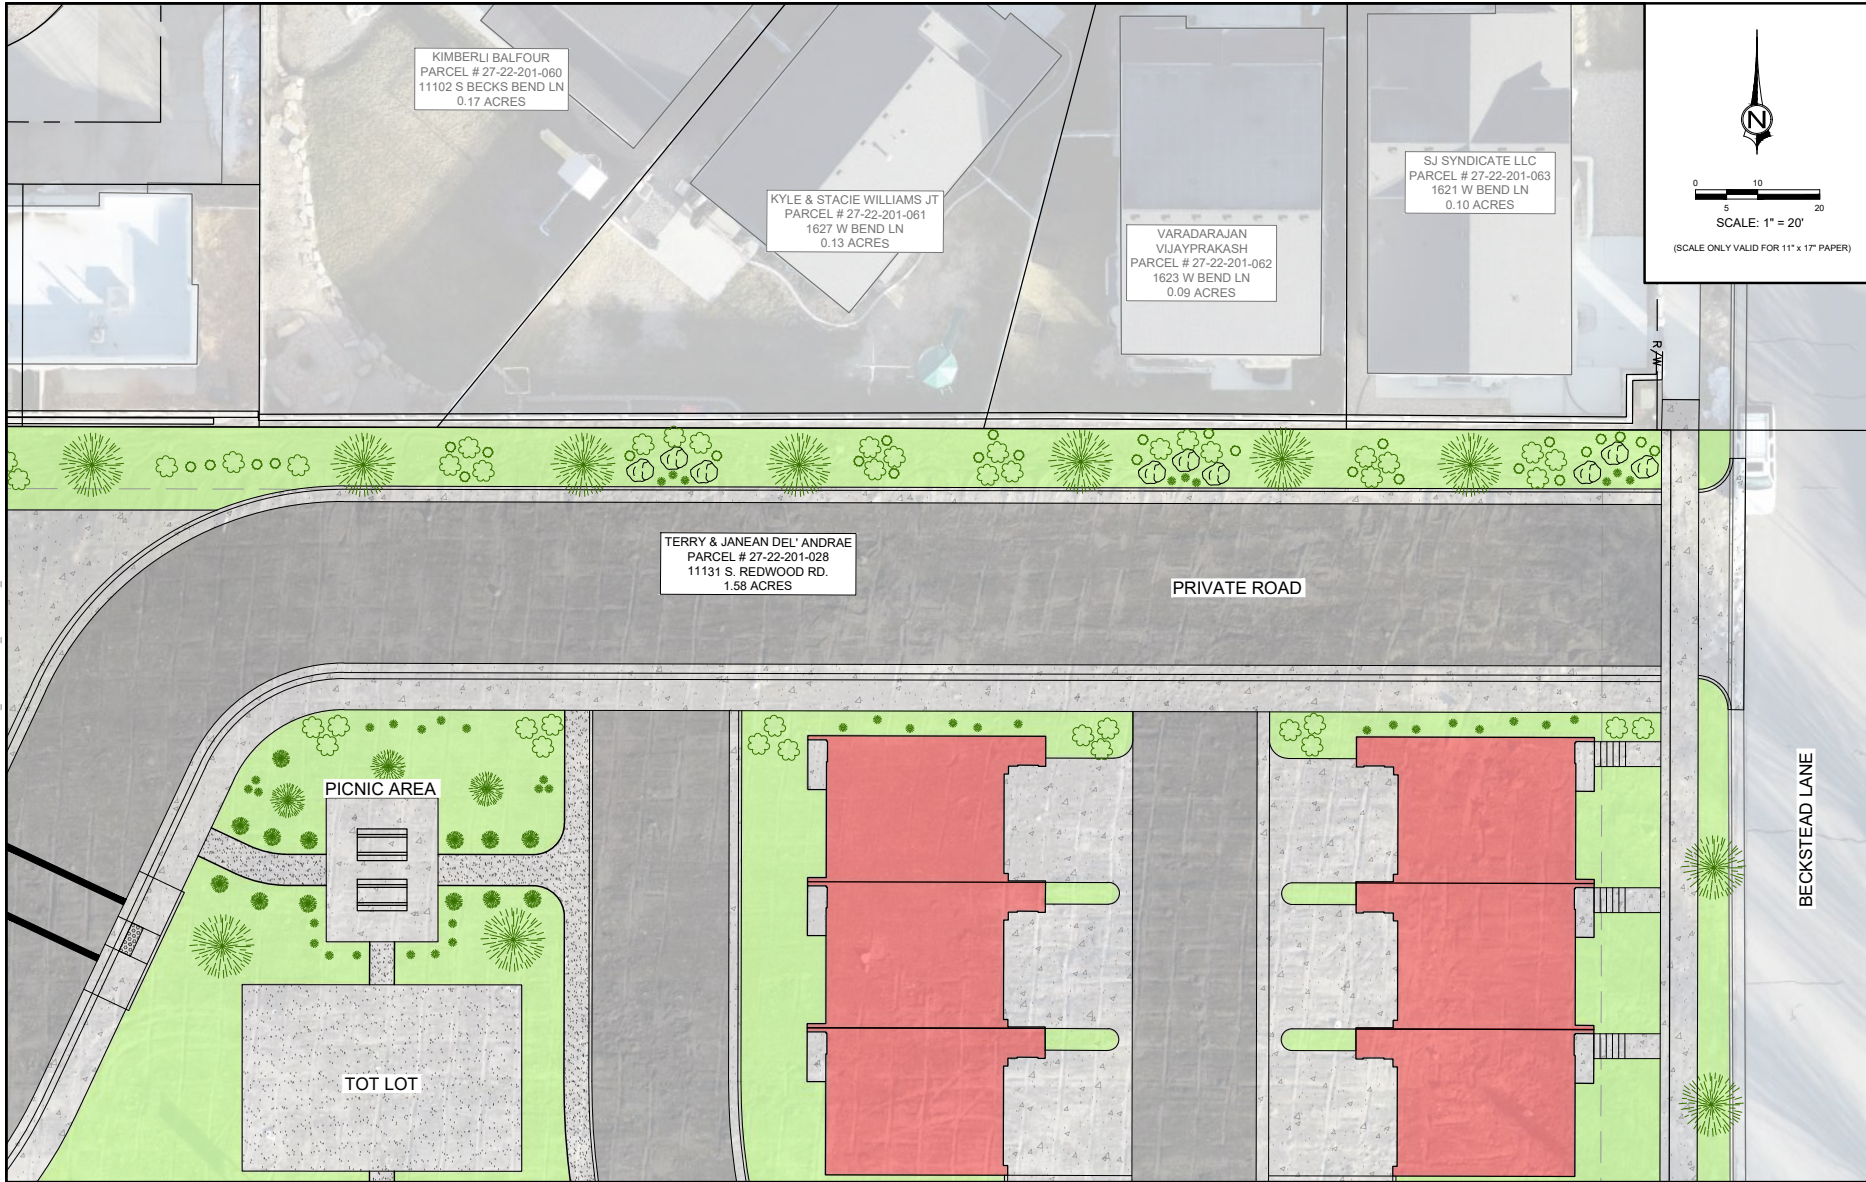 KIMBERLI BALFOUR
PARCEL # 27-22-201-060
11102 S BECKS BEND LN
0.17 ACRES
KYLE & STACIE WILLIAMS JT
PARCEL # 27-22-201-061
1627 W BEND LN
0.13 ACRES
VARADARAJAN
VIJAYPRAKASH
PARCEL # 27-22-201-062
1623 W BEND LN
0.09 ACRES
SJ SYNDICATE LLC
PARCEL # 27-22-201-063
1621 W BEND LN
0.10 ACRES
N
0 10
5 20
SCALE: 1" = 20'
(SCALE ONLY VALID FOR 11" x 17" PAPER)
R/W
TERRY & JANEAN DEL' ANDRAE
PARCEL # 27-22-201-028
11131 S. REDWOOD RD.
1.58 ACRES
PRIVATE ROAD
PICNIC AREA
BECKSTEAD LANE
TOT LOT